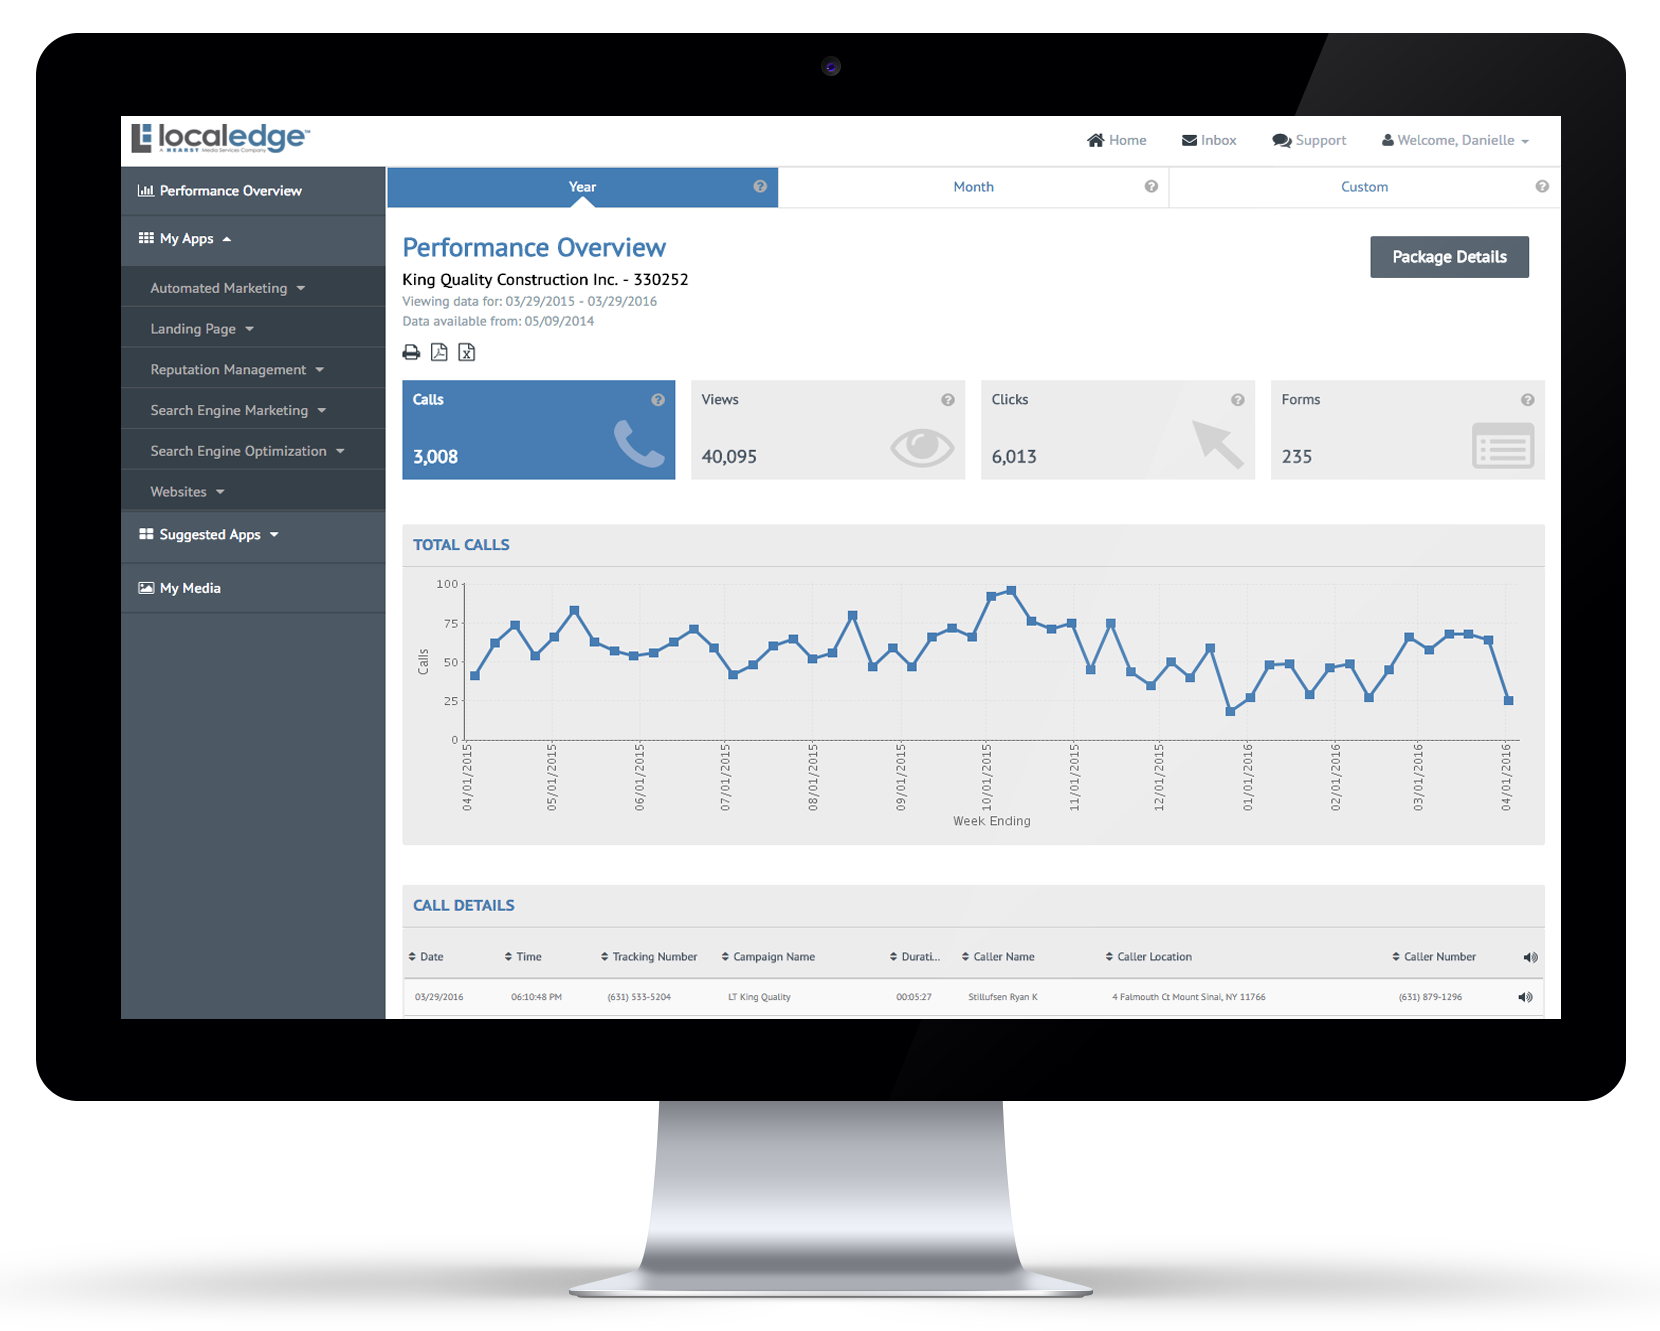 localedge™
A HEARST Media Services Company
Home Inbox Support Welcome, Danielle
Performance Overview
My Apps
Automated Marketing
Landing Page
Reputation Management
Search Engine Marketing
Search Engine Optimization
Websites
Suggested Apps
My Media
Year Month Custom
Performance Overview
Package Details
King Quality Construction Inc. - 330252
Viewing data for: 03/29/2015 - 03/29/2016
Data available from: 05/09/2014
Calls
3,008
Views
40,095
Clicks
6,013
Forms
235
TOTAL CALLS
100
75
50
25
0
Calls
04/01/2015 05/01/2015 06/01/2015 07/01/2015 08/01/2015 09/01/2015 10/01/2015 11/01/2015 12/01/2015 01/01/2016 02/01/2016 03/01/2016 04/01/2016
Week Ending
CALL DETAILS
Date Time Tracking Number Campaign Name Durati... Caller Name Caller Location Caller Number
03/29/2016 06:10:48 PM (631) 533-5204 LT King Quality 00:05:27 Stillufsen Ryan K 4 Falmouth Ct Mount Sinai, NY 11766 (631) 879-1296